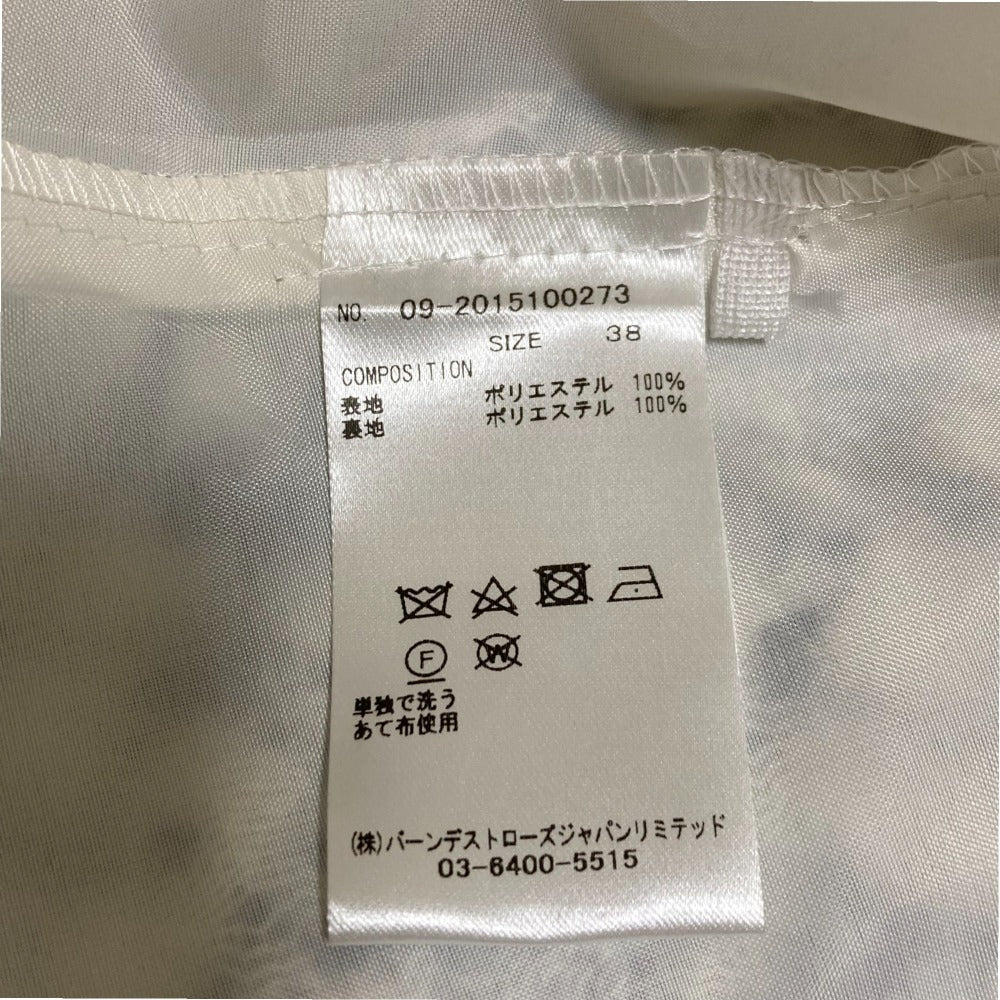 NO. 09-2015100273
SIZE 38
COMPOSITION
表地 ポリエステル 100%
裏地 ポリエステル 100%
F W
単独で洗う
あて布使用
(株)バーンデストローズジャパンリミテッド
03-6400-5515